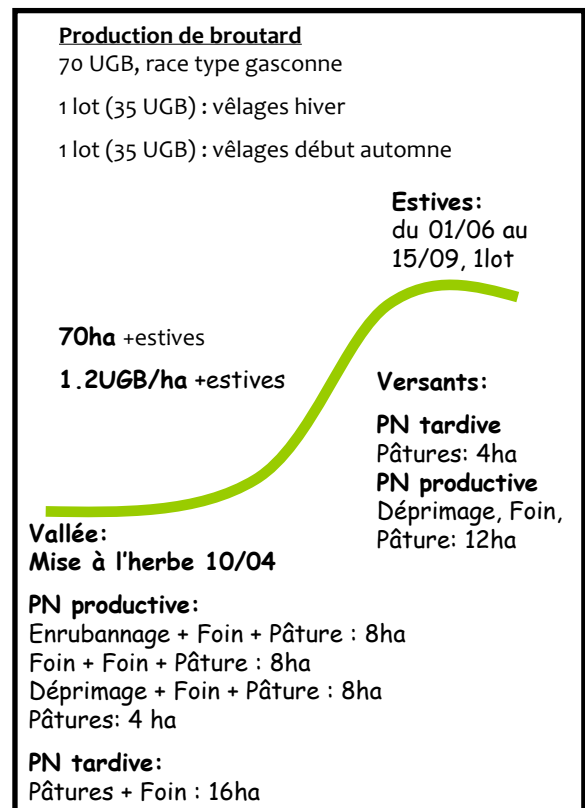 Production de broutard
70 UGB, race type gasconne
1 lot (35 UGB) : vêlages hiver
1 lot (35 UGB) : vêlages début automne
Estives:
du 01/06 au
15/09, 1lot
70ha +estives
1.2UGB/ha +estives
Versants:
PN tardive
Pâtures: 4ha
PN productive
Déprimage, Foin,
Pâture: 12ha
Vallée:
Mise à l'herbe 10/04
PN productive:
Enrubannage + Foin + Pâture : 8ha
Foin + Foin + Pâture : 8ha
Déprimage + Foin + Pâture : 8ha
Pâtures: 4 ha
PN tardive:
Pâtures + Foin : 16ha